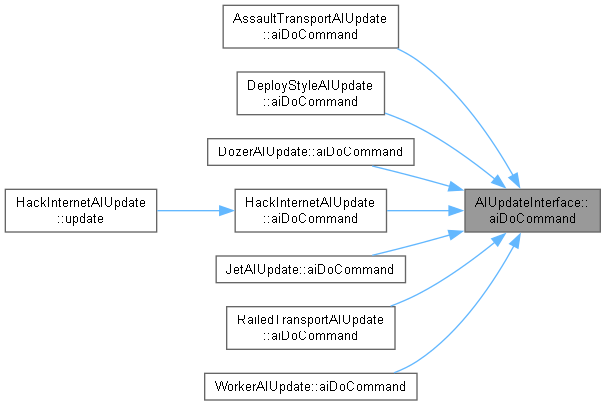 AssaultTransportAIUpdate
::aiDoCommand
DeployStyleAIUpdate
::aiDoCommand
DozerAIUpdate::aiDoCommand
HackInternetAIUpdate
::update
HackInternetAIUpdate
::aiDoCommand
AIUpdateInterface::
aiDoCommand
JetAIUpdate::aiDoCommand
RailedTransportAIUpdate
::aiDoCommand
WorkerAIUpdate::aiDoCommand